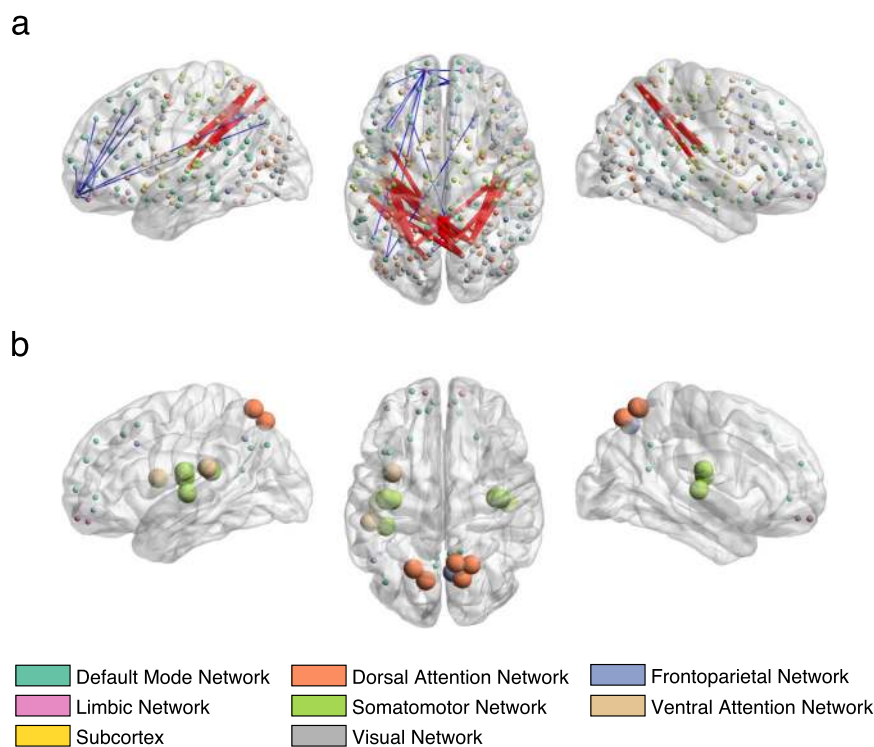 a
b
Default Mode Network
Dorsal Attention Network
Frontoparietal Network
Limbic Network
Somatomotor Network
Ventral Attention Network
Subcortex
Visual Network